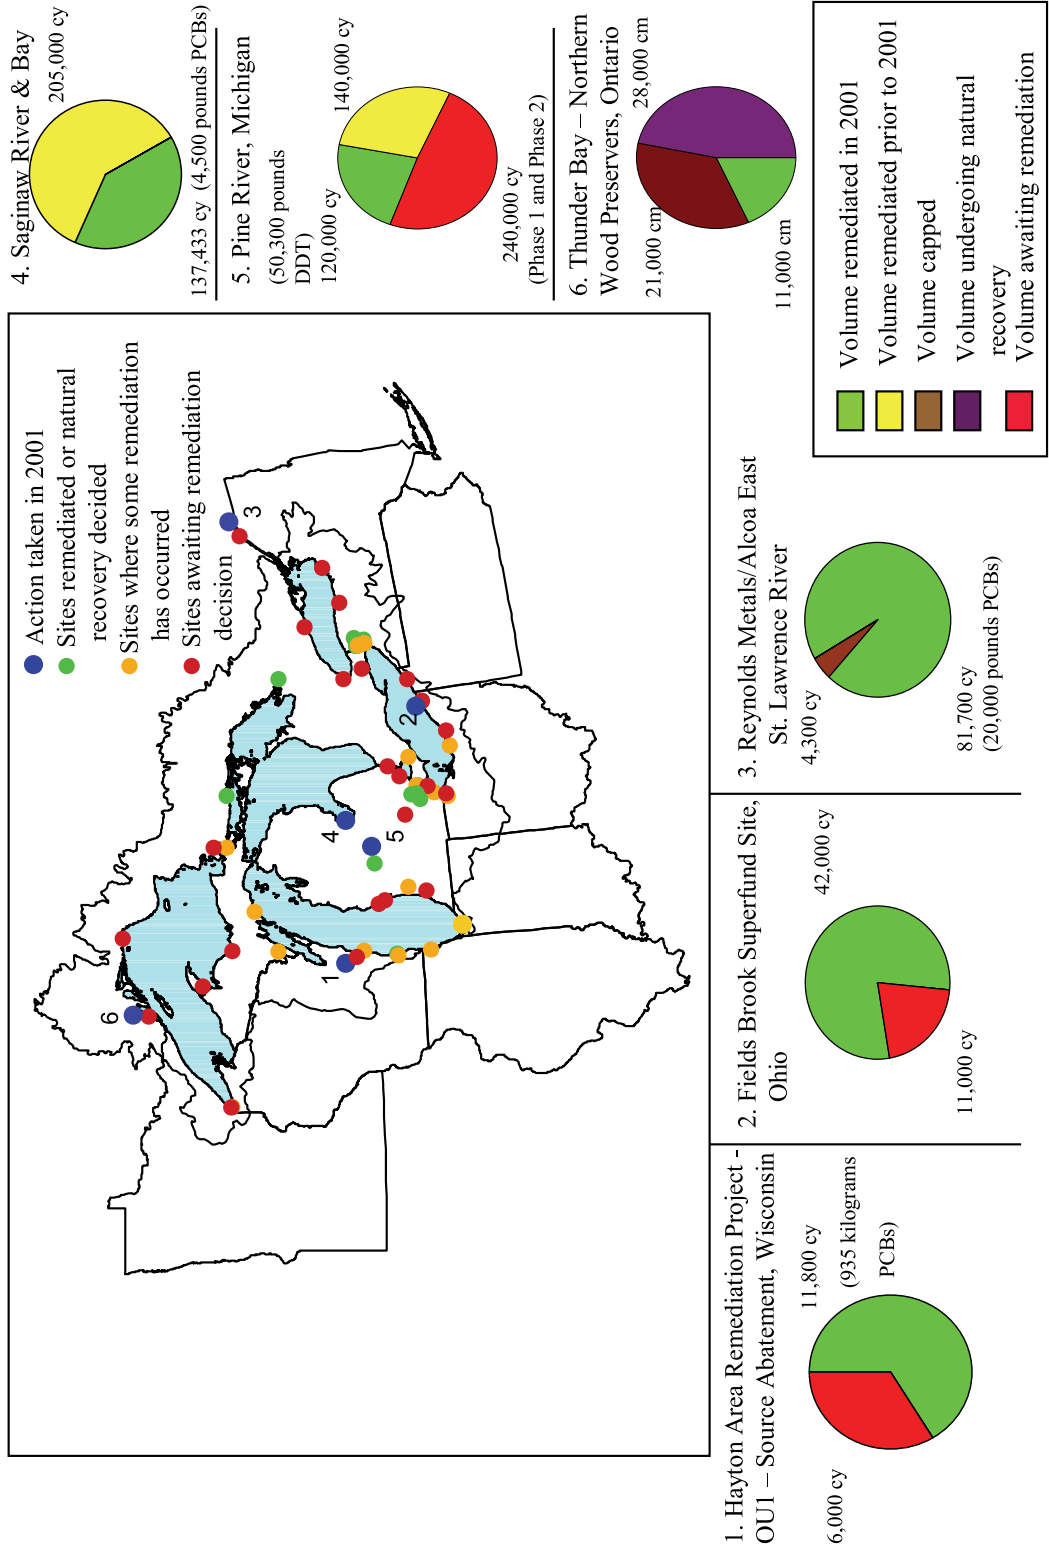 Action taken in 2001
Sites remediated or natural
recovery decided
Sites where some remediation
has occurred
Sites awaiting remediation
decision
1
2
3
4
5
6
4. Saginaw River & Bay
205,000 cy
137,433 cy (4,500 pounds PCBs)
5. Pine River, Michigan
(50,300 pounds
DDT)
120,000 cy
140,000 cy
240,000 cy
(Phase 1 and Phase 2)
6. Thunder Bay – Northern
Wood Preservers, Ontario
21,000 cm
28,000 cm
11,000 cm
1. Hayton Area Remediation Project -
OU1 – Source Abatement, Wisconsin
11,800 cy
(935 kilograms
PCBs)
6,000 cy
2. Fields Brook Superfund Site,
Ohio
42,000 cy
11,000 cy
3. Reynolds Metals/Alcoa East
St. Lawrence River
4,300 cy
81,700 cy
(20,000 pounds PCBs)
Volume remediated in 2001
Volume remediated prior to 2001
Volume capped
Volume undergoing natural
recovery
Volume awaiting remediation